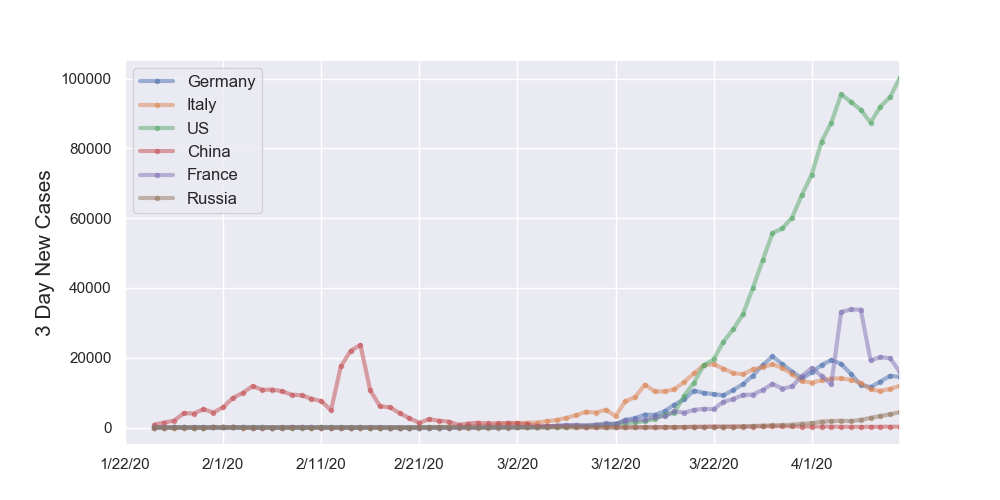 3 Day New Cases
100000
80000
60000
40000
20000
0
Germany
Italy
US
China
France
Russia
1/22/20 2/1/20 2/11/20 2/21/20 3/2/20 3/12/20 3/22/20 4/1/20